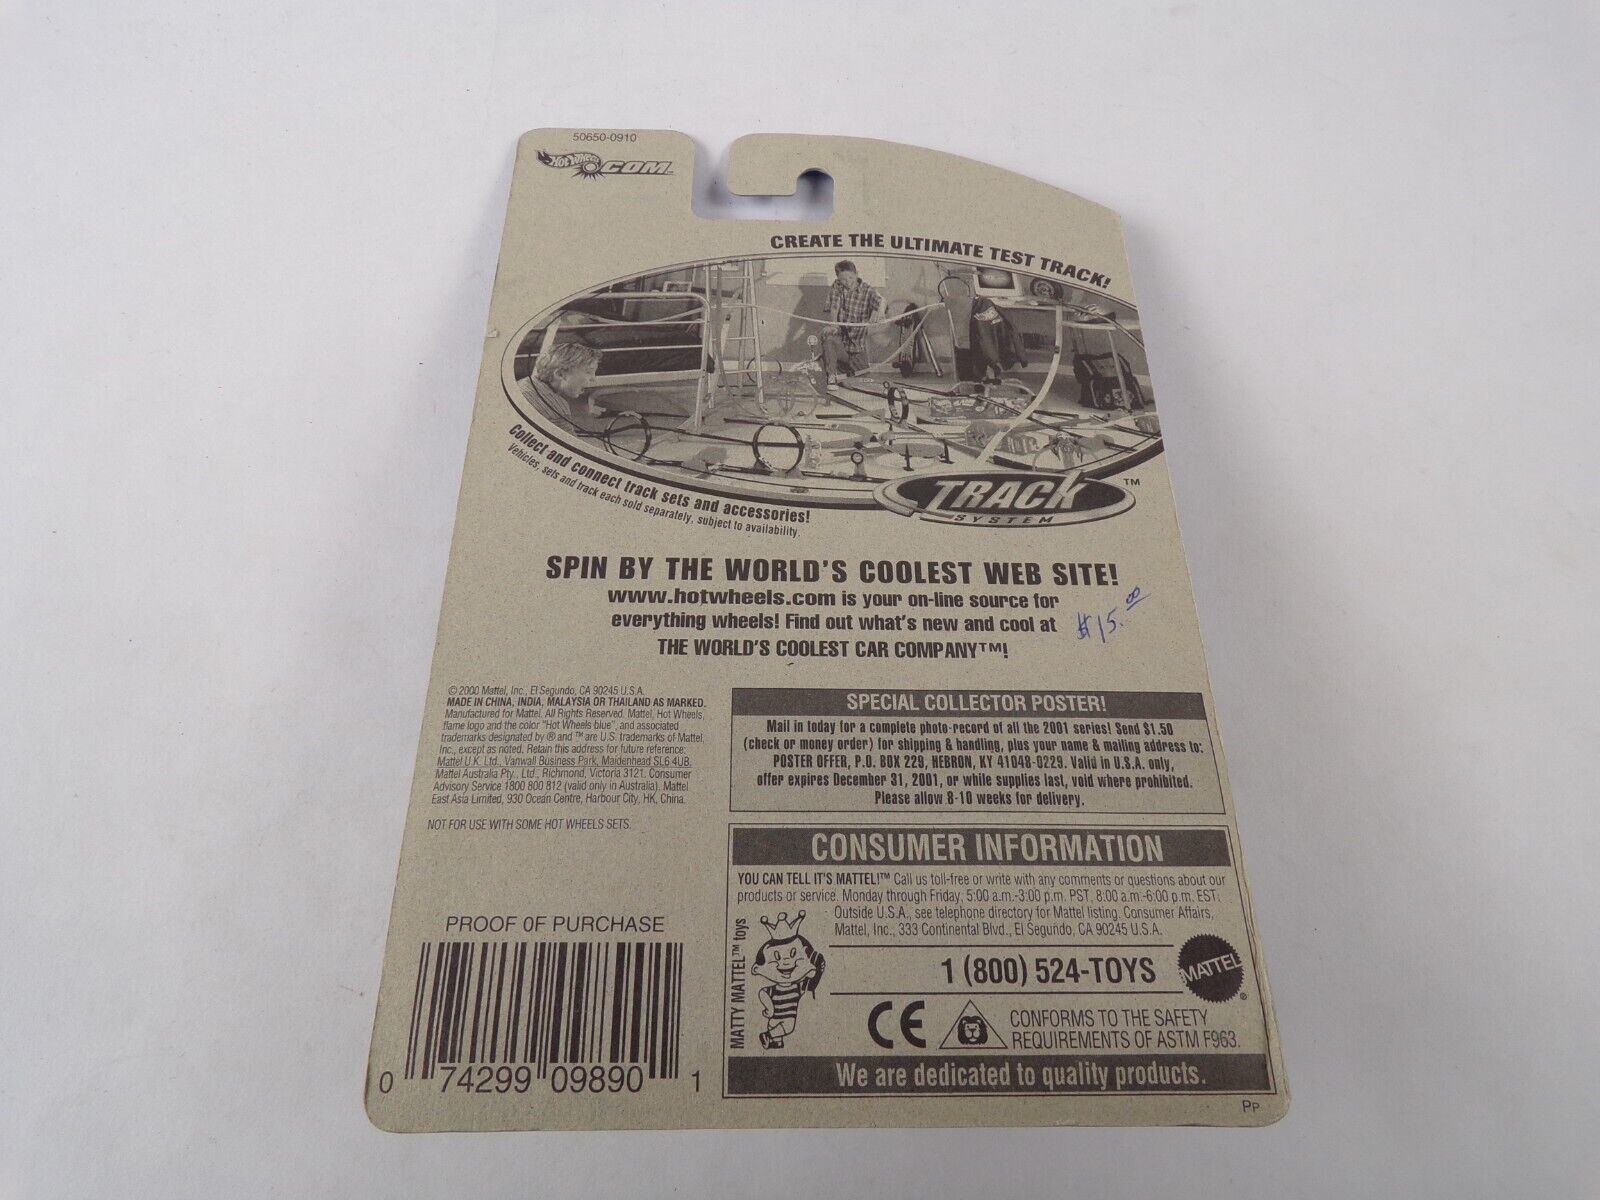 50650-0910
Hot Wheels .COM™
CREATE THE ULTIMATE TEST TRACK!
Collect and connect track sets and accessories!
Vehicles, sets and track each sold separately, subject to availability.
TRACK ™
SYSTEM
SPIN BY THE WORLD'S COOLEST WEB SITE!
www.hotwheels.com is your on-line source for
everything wheels! Find out what's new and cool at
THE WORLD'S COOLEST CAR COMPANY™!
$15.00
© 2000 Mattel, Inc., El Segundo, CA 90245 U.S.A.
MADE IN CHINA, INDIA, MALAYSIA OR THAILAND AS MARKED.
Manufactured for Mattel. All Rights Reserved. Mattel, Hot Wheels,
flame logo and the color "Hot Wheels blue", and associated
trademarks designated by ® and ™ are U.S. trademarks of Mattel,
Inc., except as noted. Retain this address for future reference:
Mattel U.K. Ltd., Vanwall Business Park, Maidenhead SL6 4UB.
Mattel Australia Pty., Ltd., Richmond, Victoria 3121. Consumer
Advisory Service 1800 800 812 (valid only in Australia). Mattel
East Asia Limited, 930 Ocean Centre, Harbour City, HK, China.
NOT FOR USE WITH SOME HOT WHEELS SETS.
SPECIAL COLLECTOR POSTER!
Mail in today for a complete photo-record of all the 2001 series! Send $1.50
(check or money order) for shipping & handling, plus your name & mailing address to:
POSTER OFFER, P.O. BOX 229, HEBRON, KY 41048-0229. Valid in U.S.A. only,
offer expires December 31, 2001, or while supplies last, void where prohibited.
Please allow 8-10 weeks for delivery.
CONSUMER INFORMATION
YOU CAN TELL IT'S MATTEL!™ Call us toll-free or write with any comments or questions about our
products or service. Monday through Friday, 5:00 a.m.-3:00 p.m. PST, 8:00 a.m.-6:00 p.m. EST.
Outside U.S.A., see telephone directory for Mattel listing. Consumer Affairs,
Mattel, Inc., 333 Continental Blvd., El Segundo, CA 90245 U.S.A.
MATTY MATTEL™ toys
1 (800) 524-TOYS
MATTEL®
CE
CONFORMS TO THE SAFETY
REQUIREMENTS OF ASTM F963.
We are dedicated to quality products.
PROOF OF PURCHASE
0 74299 09890 1
PP